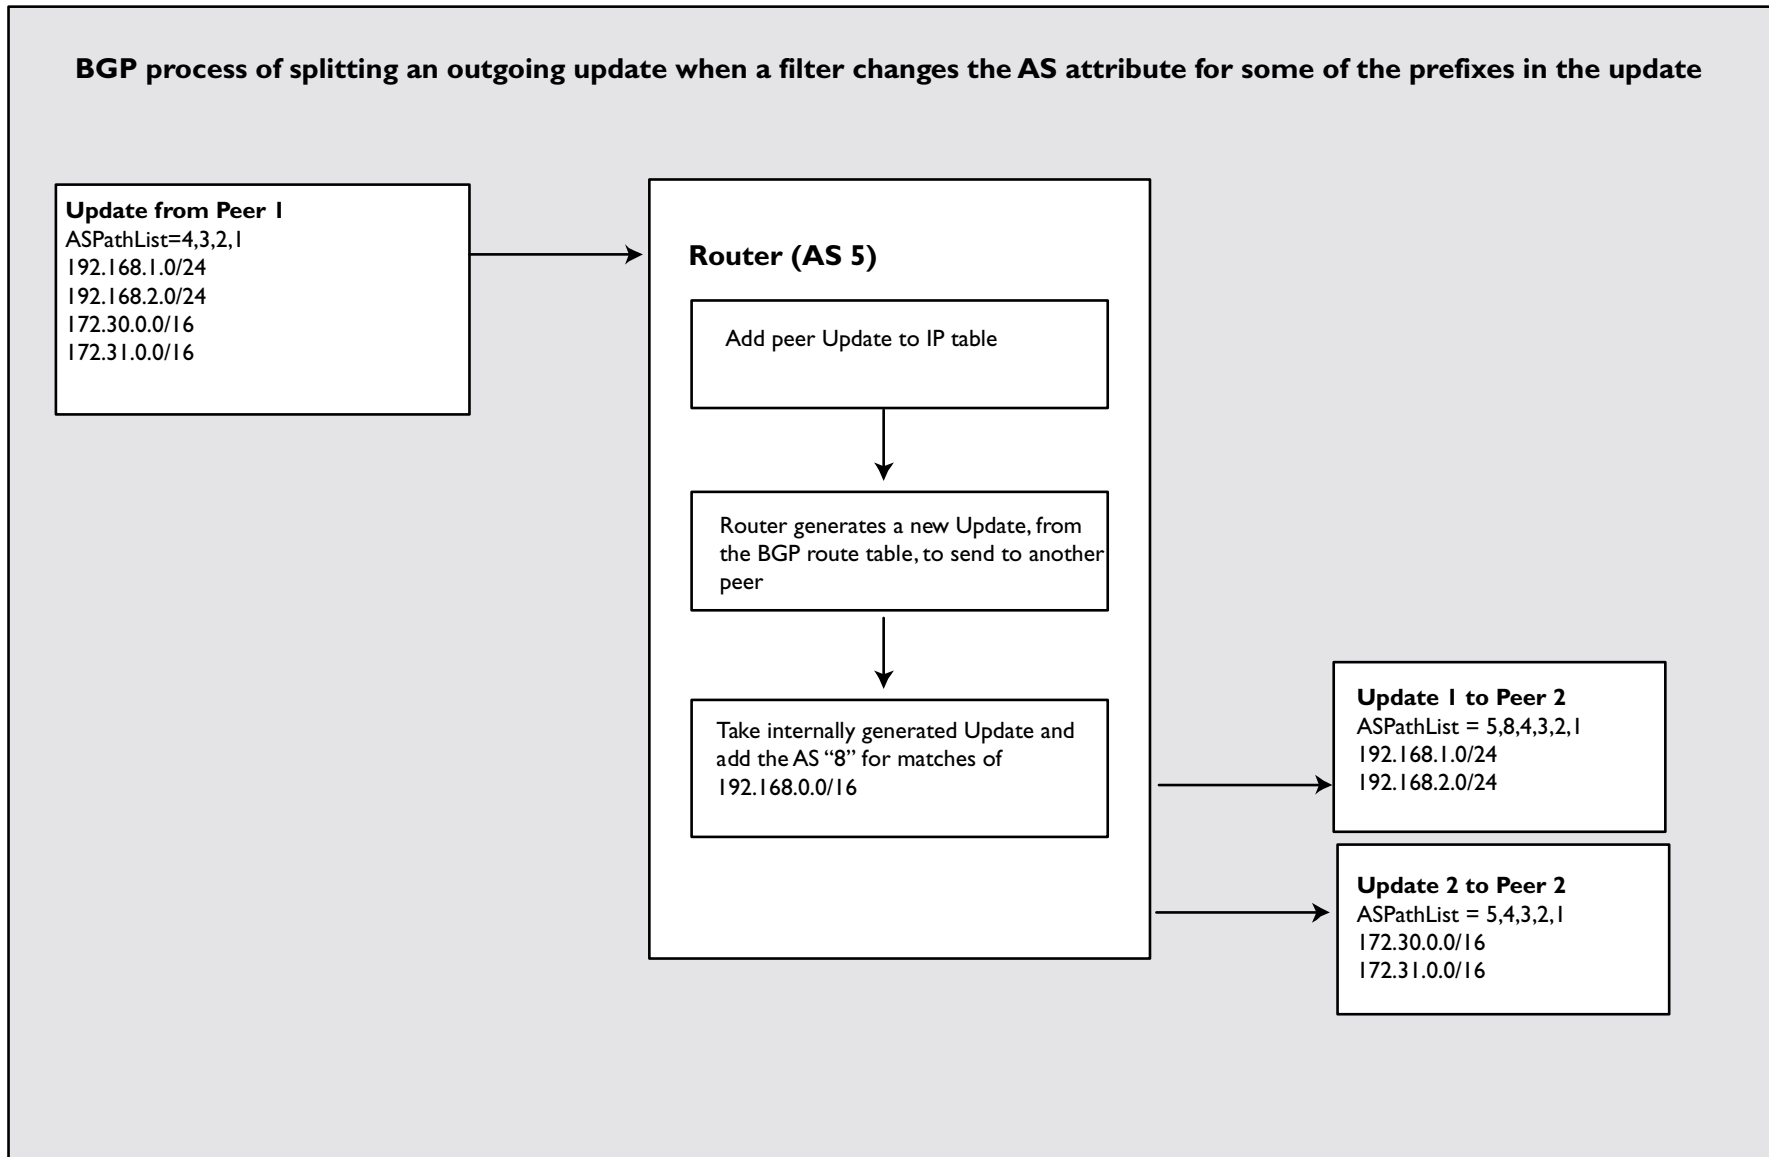 BGP process of splitting an outgoing update when a filter changes the AS attribute for some of the prefixes in the update
Update from Peer 1
ASPathList=4,3,2,1
192.168.1.0/24
192.168.2.0/24
172.30.0.0/16
172.31.0.0/16
Router (AS 5)
Add peer Update to IP table
Router generates a new Update, from
the BGP route table, to send to another
peer
Take internally generated Update and
add the AS “8” for matches of
192.168.0.0/16
Update 1 to Peer 2
ASPathList = 5,8,4,3,2,1
192.168.1.0/24
192.168.2.0/24
Update 2 to Peer 2
ASPathList = 5,4,3,2,1
172.30.0.0/16
172.31.0.0/16